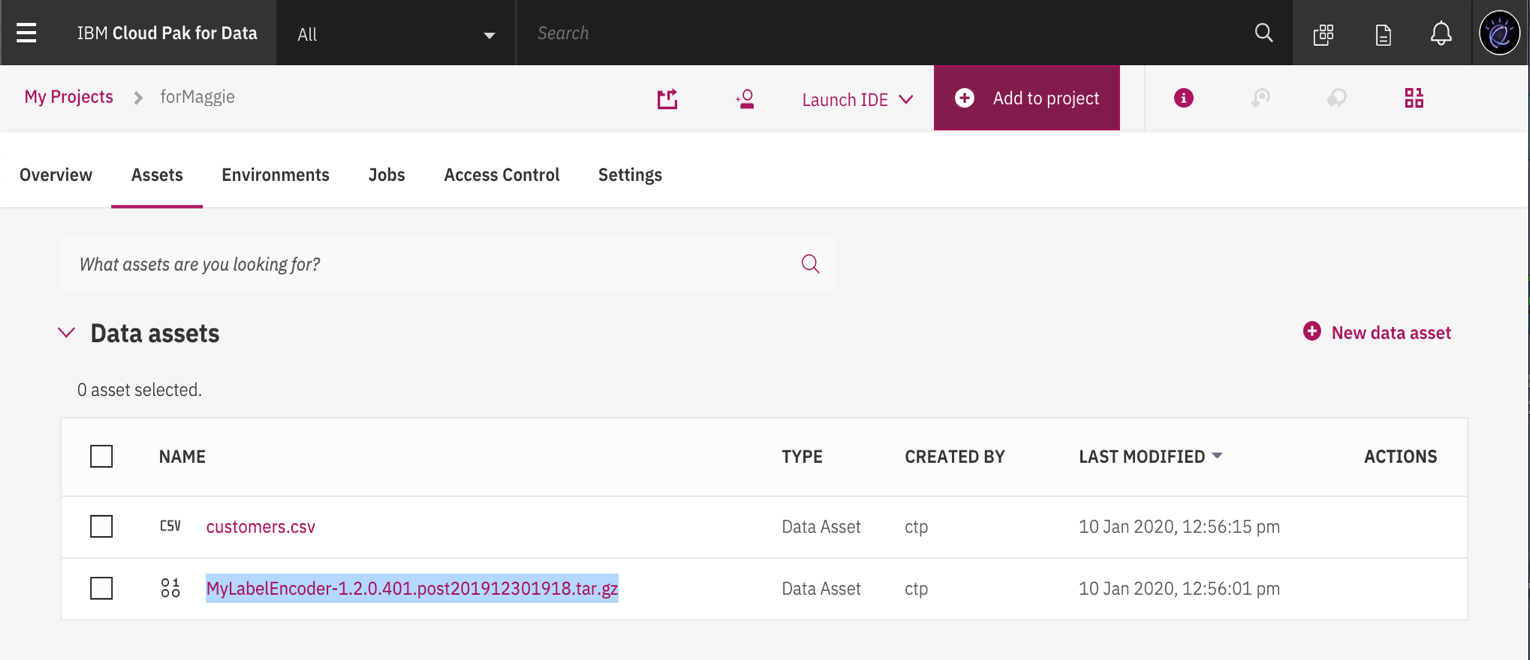 IBM Cloud Pak for Data All Search
My Projects forMaggie Launch IDE Add to project
Overview Assets Environments Jobs Access Control Settings
What assets are you looking for?
Data assets New data asset
0 asset selected.
NAME TYPE CREATED BY LAST MODIFIED ACTIONS
CSV customers.csv Data Asset ctp 10 Jan 2020, 12:56:15 pm
MyLabelEncoder-1.2.0.401.post201912301918.tar.gz Data Asset ctp 10 Jan 2020, 12:56:01 pm